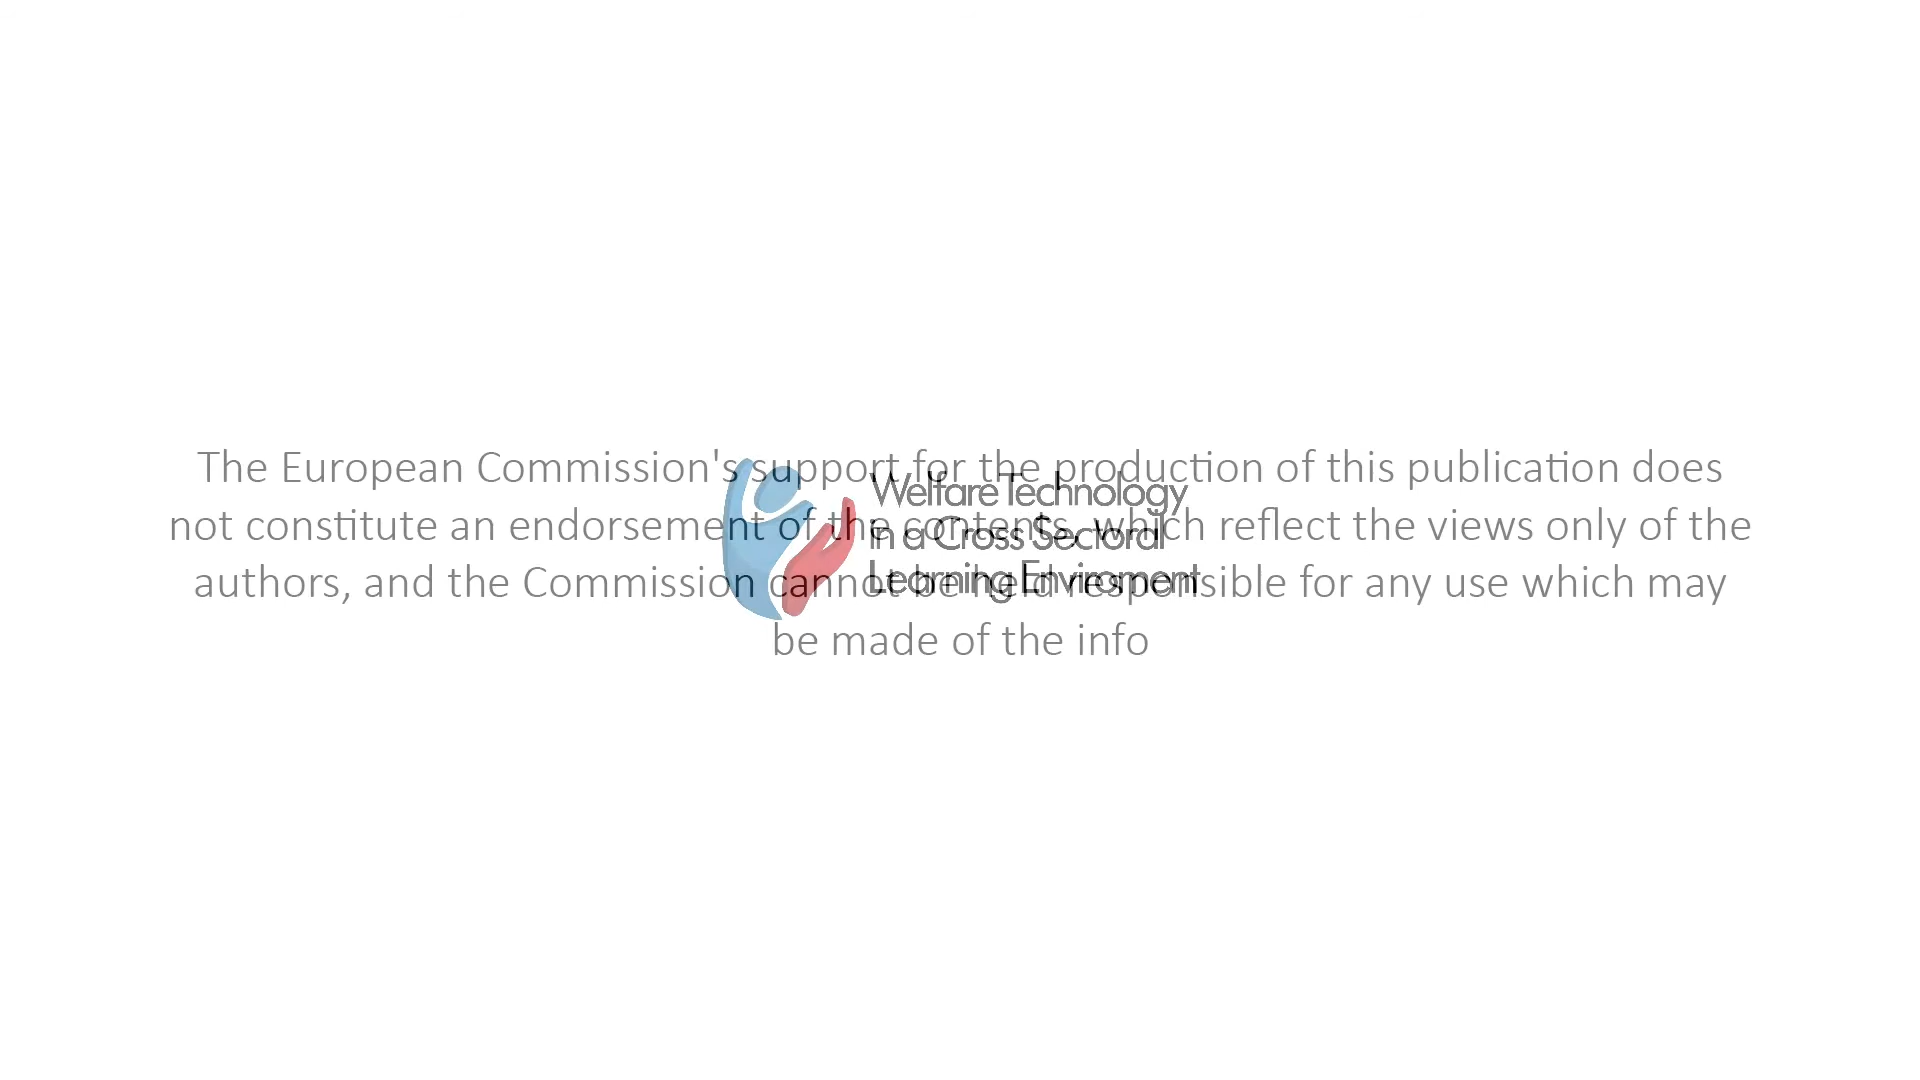 The European Commission's support for the production of this publication does
not constitute an endorsement of the contents, which reflect the views only of the
authors, and the Commission cannot be held responsible for any use which may
be made of the info
Welfare Technology
in a Cross Sectoral
Learning Enviroment